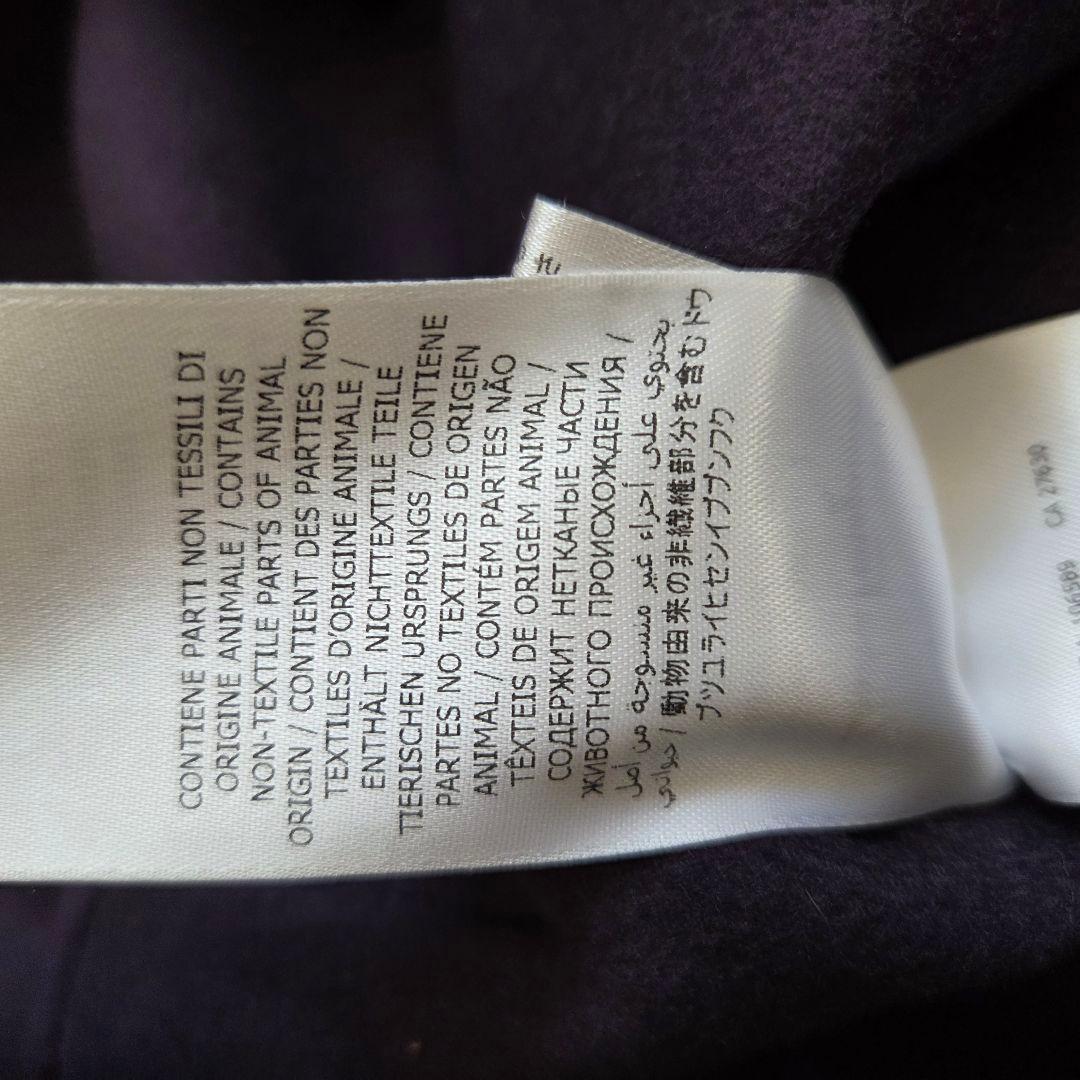 CONTIENE PARTI NON TESSILI DI
ORIGINE ANIMALE / CONTAINS
NON-TEXTILE PARTS OF ANIMAL
ORIGIN / CONTIENT DES PARTIES NON
TEXTILES D'ORIGINE ANIMALE /
ENTHÄLT NICHTTEXTILE TEILE
TIERISCHEN URSPRUNGS / CONTIENE
PARTES NO TEXTILES DE ORIGEN
ANIMAL / CONTÉM PARTES NÃO
TÊXTEIS DE ORIGEM ANIMAL /
СОДЕРЖИТ НЕТКАНЫЕ ЧАСТИ
ЖИВОТНОГО ПРОИСХОЖДЕНИЯ /
يحتوي على أجزاء غير منسوجة من أصل
حيواني / 動物由来の非繊維部分を含む ドウ
ブツユライヒセンイブブンフク
CA 27630